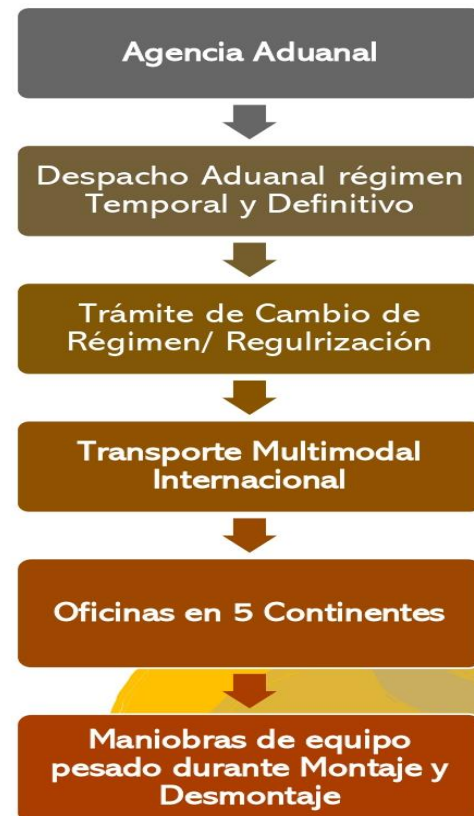 Agencia Aduanal
Despacho Aduanal régimen
Temporal y Definitivo
Trámite de Cambio de
Régimen/ Regulrización
Transporte Multimodal
Internacional
Oficinas en 5 Continentes
Maniobras de equipo
pesado durante Montaje y
Desmontaje